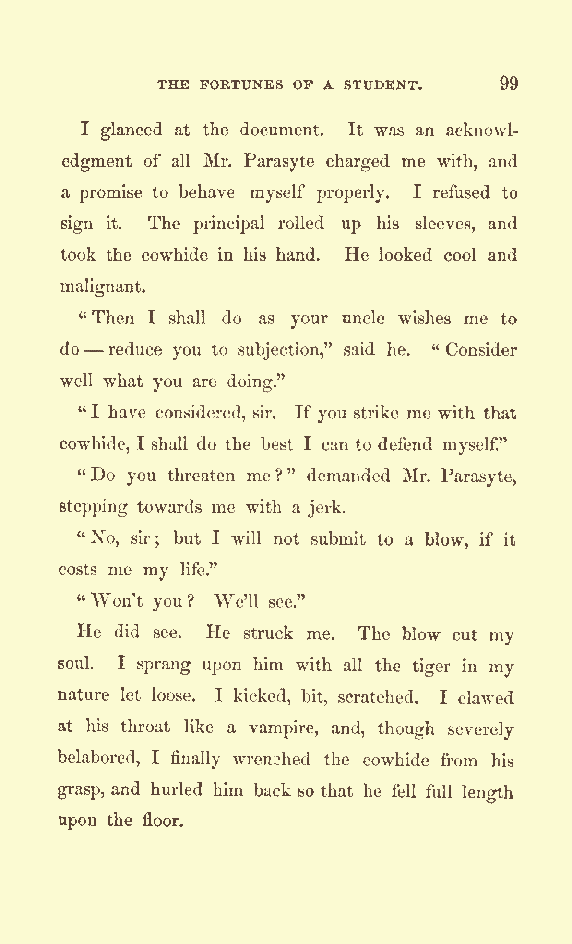 THE FORTUNES OF A STUDENT. 99
I glanced at the document. It was an acknowl-
edgment of all Mr. Parasyte charged me with, and
a promise to behave myself properly. I refused to
sign it. The principal rolled up his sleeves, and
took the cowhide in his hand. He looked cool and
malignant.
“Then I shall do as your uncle wishes me to
do — reduce you to subjection,” said he. “Consider
well what you are doing.”
“I have considered, sir. If you strike me with that
cowhide, I shall do the best I can to defend myself.”
“Do you threaten me?” demanded Mr. Parasyte,
stepping towards me with a jerk.
“No, sir; but I will not submit to a blow, if it
costs me my life.”
“Won't you? We'll see.”
He did see. He struck me. The blow cut my
soul. I sprang upon him with all the tiger in my
nature let loose. I kicked, bit, scratched. I clawed
at his throat like a vampire, and, though severely
belabored, I finally wrenched the cowhide from his
grasp, and hurled him back so that he fell full length
upon the floor.